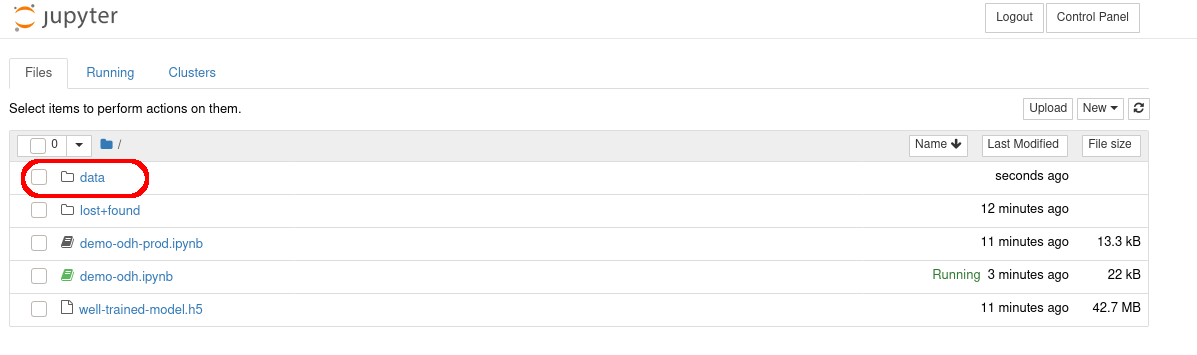 jupyter Logout Control Panel
Files Running Clusters
Select items to perform actions on them. Upload New
0 / Name Last Modified File size
data seconds ago
lost+found 12 minutes ago
demo-odh-prod.ipynb 11 minutes ago 13.3 kB
demo-odh.ipynb Running 3 minutes ago 22 kB
well-trained-model.h5 11 minutes ago 42.7 MB